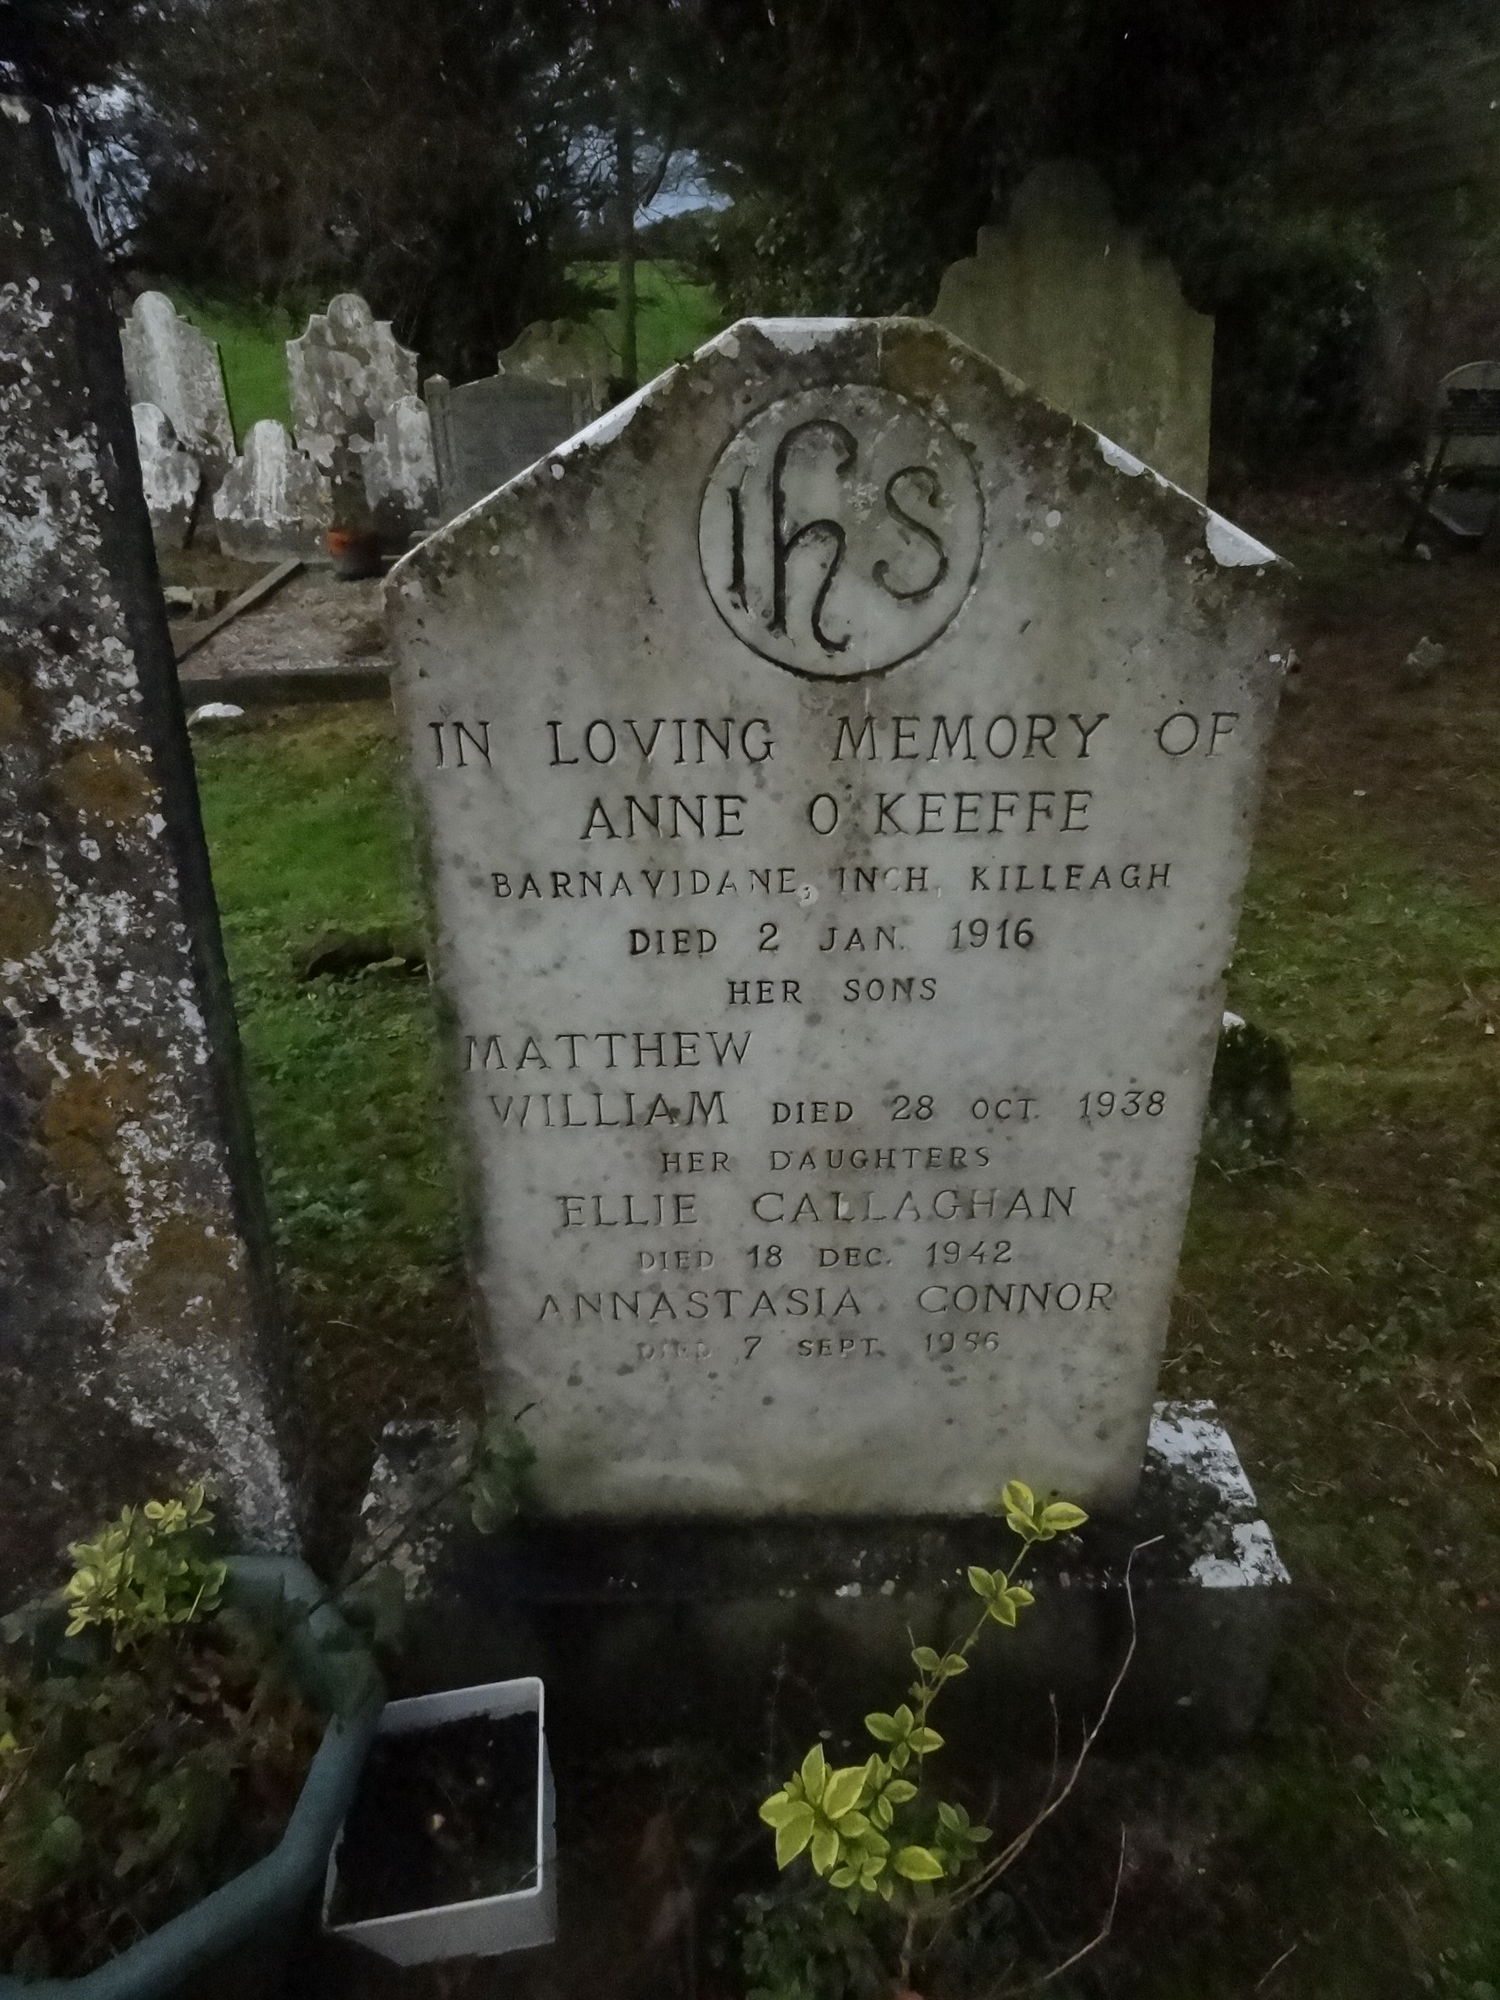 IHS
IN LOVING MEMORY OF
ANNE O'KEEFFE
BARNAVIDANE, INCH, KILLEAGH
DIED 2 JAN. 1916
HER SONS
MATTHEW
WILLIAM DIED 28 OCT. 1938
HER DAUGHTERS
ELLIE CALLAGHAN
DIED 18 DEC. 1942
ANNASTASIA CONNOR
DIED 7 SEPT. 1956